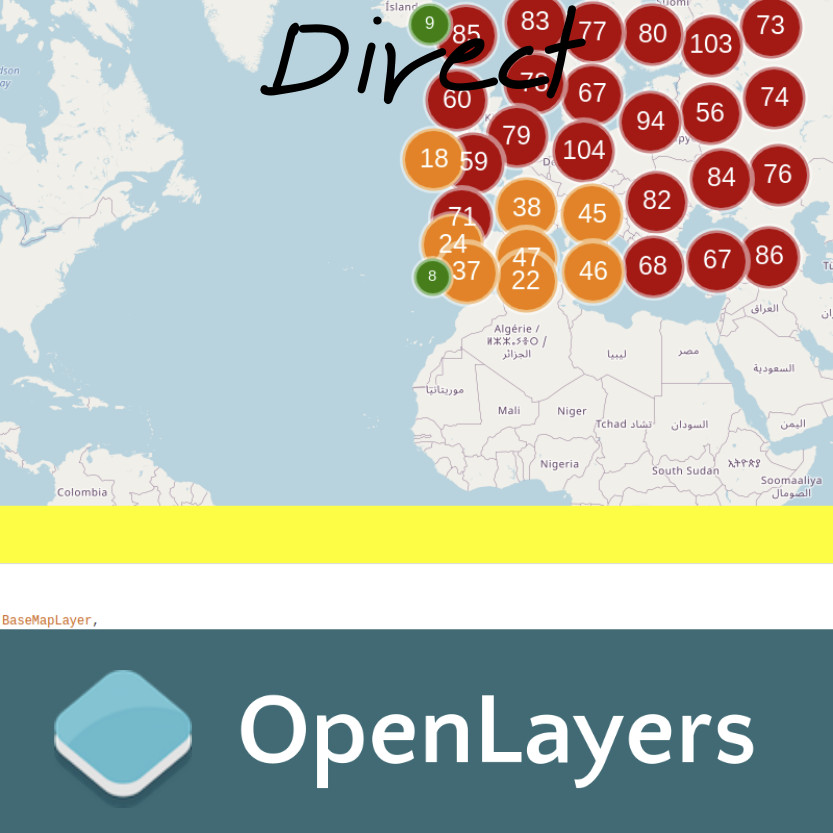 Ísland
Suomi
9
85
83
77
80
103
73
Direct
60
78
67
94
56
74
18
59
79
104
84
76
71
38
45
82
24
37
47
22
46
68
67
86
8
Algérie /
ⵍⵣⵣⴰⵢⴻⵔ /
الجزائر
ليبيا
مصر
العراق
السعودية
موريتانيا
Mali
Niger
Tchad تشاد
السودان
اليمن
Nigeria
South Sudan
ኢትዮጵያ
Soomaaliya
الصومال
Colombia
BaseMapLayer,
OpenLayers